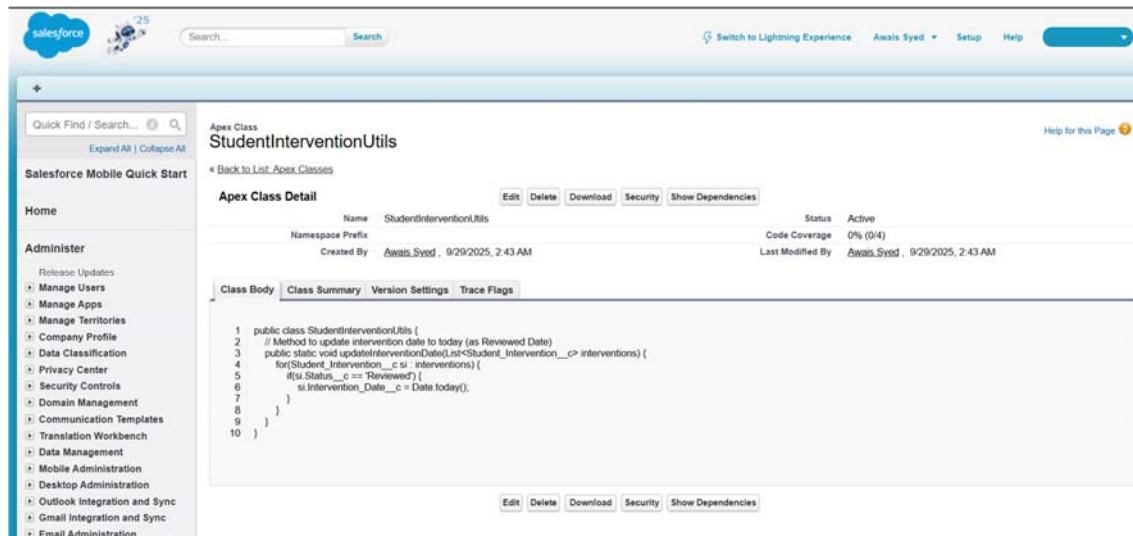 salesforce
'25
Search...
Search
Switch to Lightning Experience
Awais Syed
Setup
Help
+
Quick Find / Search...
Expand All | Collapse All
Salesforce Mobile Quick Start
Home
Administer
Release Updates
Manage Users
Manage Apps
Manage Territories
Company Profile
Data Classification
Privacy Center
Security Controls
Domain Management
Communication Templates
Translation Workbench
Data Management
Mobile Administration
Desktop Administration
Outlook Integration and Sync
Gmail Integration and Sync
Email Administration
Apex Class
StudentInterventionUtils
Help for this Page
« Back to List: Apex Classes
Apex Class Detail
Edit Delete Download Security Show Dependencies
Name StudentInterventionUtils Status Active
Namespace Prefix Code Coverage 0% (0/4)
Created By Awais Syed , 9/29/2025, 2:43 AM Last Modified By Awais Syed , 9/29/2025, 2:43 AM
Class Body Class Summary Version Settings Trace Flags
1 public class StudentInterventionUtils {
2 // Method to update intervention date to today (as Reviewed Date)
3 public static void updateInterventionDate(List<Student_Intervention__c> interventions) {
4 for(Student_Intervention__c si : interventions) {
5 if(si.Status__c == 'Reviewed') {
6 si.Intervention_Date__c = Date.today();
7 }
8 }
9 }
10 }
Edit Delete Download Security Show Dependencies